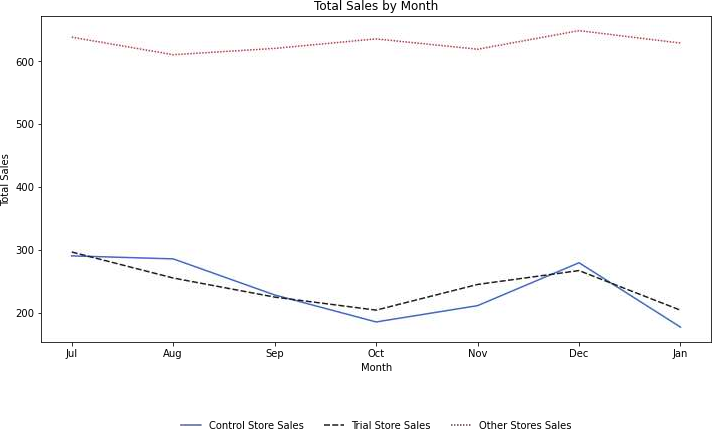 Total Sales by Month
Total Sales
600
500
400
300
200
Jul Aug Sep Oct Nov Dec Jan
Month
Control Store Sales Trial Store Sales Other Stores Sales